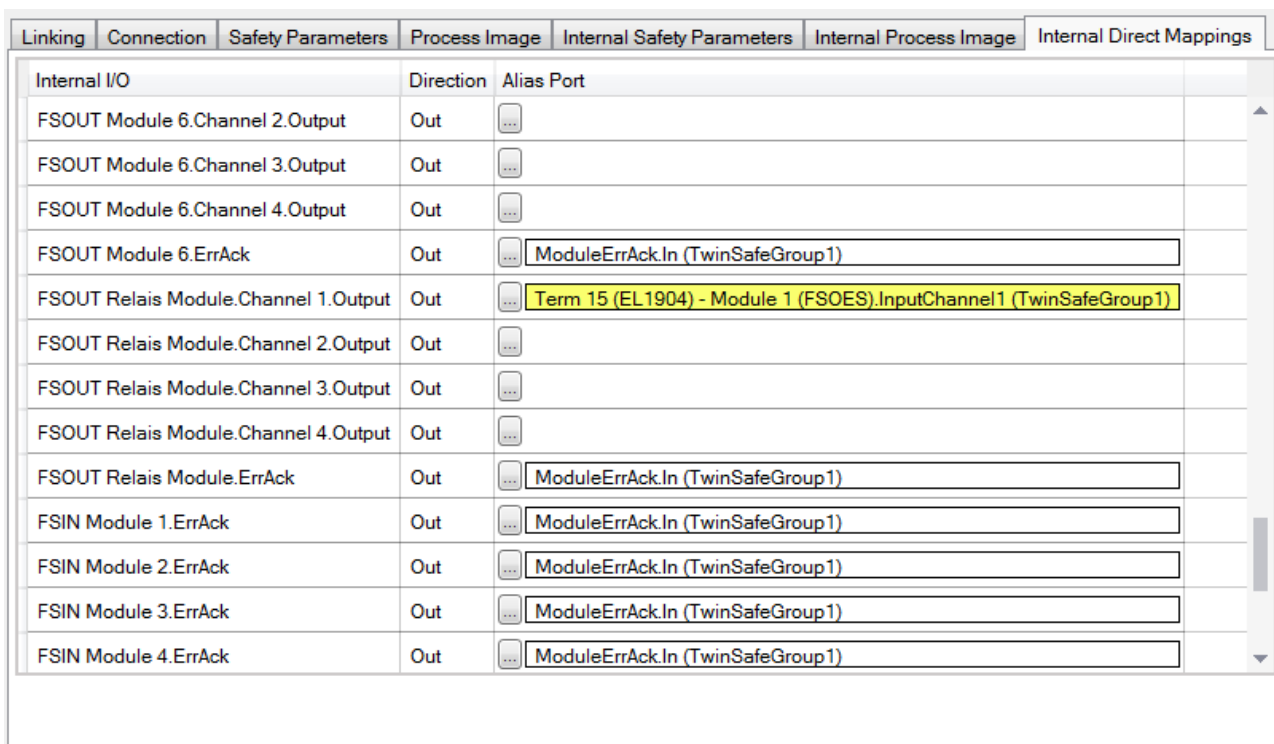 Linking Connection Safety Parameters Process Image Internal Safety Parameters Internal Process Image Internal Direct Mappings
Internal I/O Direction Alias Port
FSOUT Module 6.Channel 2.Output Out ...
FSOUT Module 6.Channel 3.Output Out ...
FSOUT Module 6.Channel 4.Output Out ...
FSOUT Module 6.ErrAck Out ... ModuleErrAck.In (TwinSafeGroup1)
FSOUT Relais Module.Channel 1.Output Out ... Term 15 (EL1904) - Module 1 (FSOES).InputChannel1 (TwinSafeGroup1)
FSOUT Relais Module.Channel 2.Output Out ...
FSOUT Relais Module.Channel 3.Output Out ...
FSOUT Relais Module.Channel 4.Output Out ...
FSOUT Relais Module.ErrAck Out ... ModuleErrAck.In (TwinSafeGroup1)
FSIN Module 1.ErrAck Out ... ModuleErrAck.In (TwinSafeGroup1)
FSIN Module 2.ErrAck Out ... ModuleErrAck.In (TwinSafeGroup1)
FSIN Module 3.ErrAck Out ... ModuleErrAck.In (TwinSafeGroup1)
FSIN Module 4.ErrAck Out ... ModuleErrAck.In (TwinSafeGroup1)